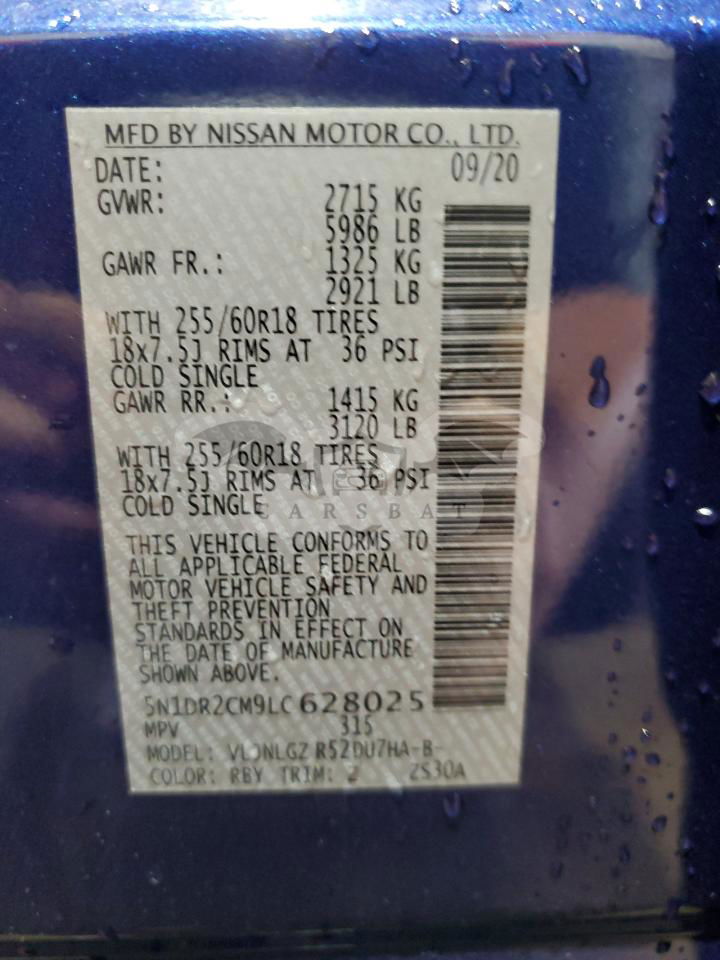 MFD BY NISSAN MOTOR CO., LTD.
DATE: 09/20
GVWR: 2715 KG
5986 LB
GAWR FR.: 1325 KG
2921 LB
WITH 255/60R18 TIRES
18x7.5J RIMS AT 36 PSI
COLD SINGLE
GAWR RR.: 1415 KG
3120 LB
WITH 255/60R18 TIRES
18x7.5J RIMS AT 36 PSI
COLD SINGLE
CARSBAT
THIS VEHICLE CONFORMS TO
ALL APPLICABLE FEDERAL
MOTOR VEHICLE SAFETY AND
THEFT PREVENTION
STANDARDS IN EFFECT ON
THE DATE OF MANUFACTURE
SHOWN ABOVE.
5N1DR2CM9LC628025
MPV 315
MODEL: R52DU7HA-B-
COLOR: RBY TRIM: 2S30A